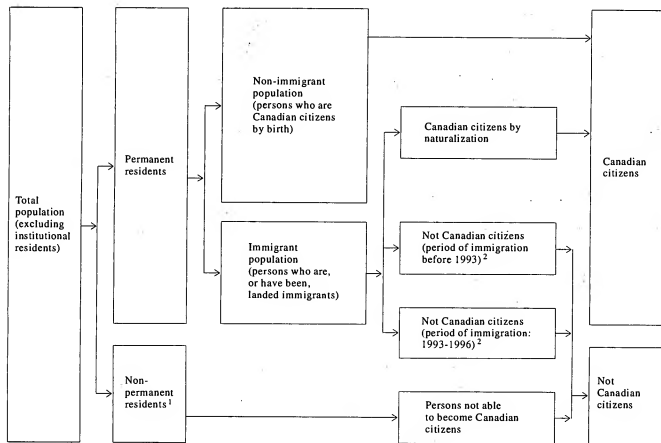 Total
population
(excluding
institutional
residents)
Permanent
residents
Non-
permanent
residents¹
Non-immigrant
population
(persons who are
Canadian citizens
by birth)
Immigrant
population
(persons who are,
or have been,
landed immigrants)
Canadian citizens by
naturalization
Not Canadian citizens
(period of immigration
before 1993)²
Not Canadian citizens
(period of immigration:
1993-1996)²
Persons not able
to become Canadian
citizens
Canadian
citizens
Not
Canadian
citizens